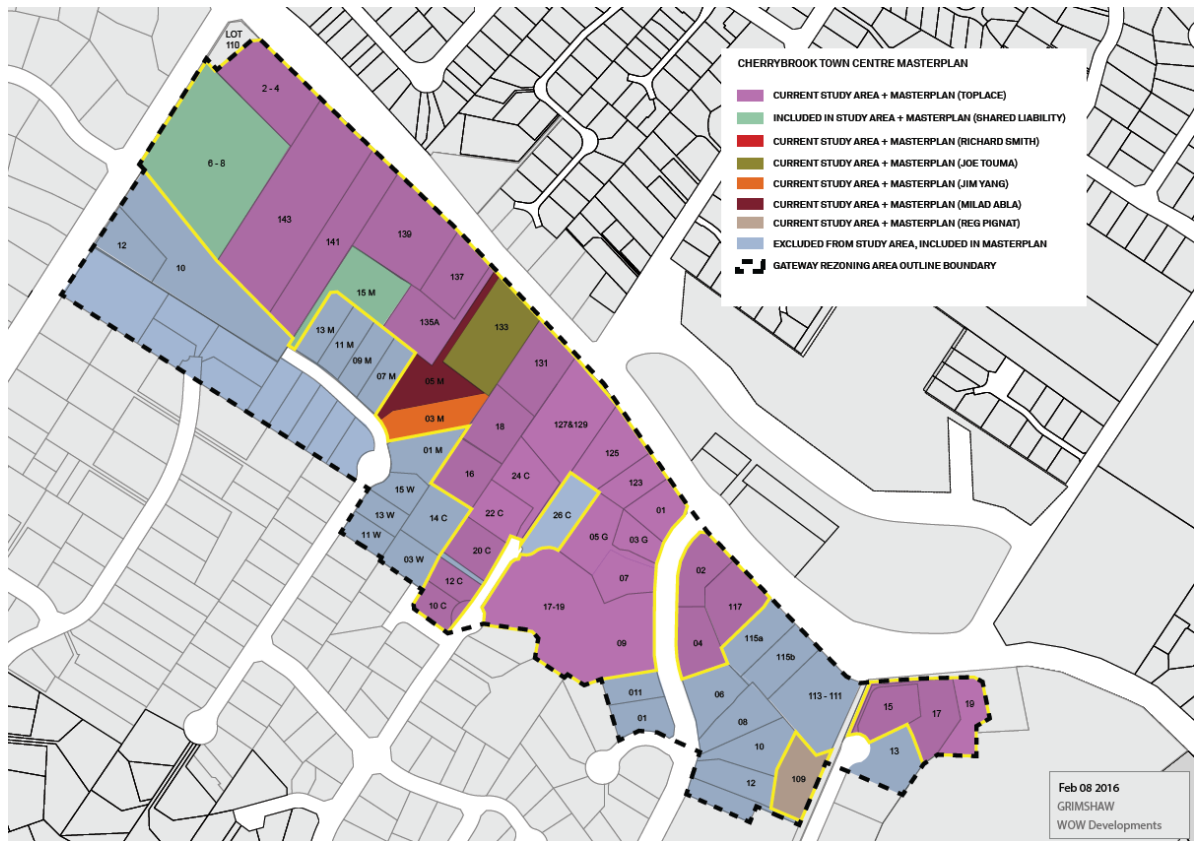 CHERRYBROOK TOWN CENTRE MASTERPLAN
CURRENT STUDY AREA + MASTERPLAN (TOPLACE)
INCLUDED IN STUDY AREA + MASTERPLAN (SHARED LIABILITY)
CURRENT STUDY AREA + MASTERPLAN (RICHARD SMITH)
CURRENT STUDY AREA + MASTERPLAN (JOE TOUMA)
CURRENT STUDY AREA + MASTERPLAN (JIM YANG)
CURRENT STUDY AREA + MASTERPLAN (MILAD ABLA)
CURRENT STUDY AREA + MASTERPLAN (REG PIGNAT)
EXCLUDED FROM STUDY AREA, INCLUDED IN MASTERPLAN
GATEWAY REZONING AREA OUTLINE BOUNDARY
LOT
110
2 - 4
6 - 8
143
141
139
137
12
10
15 M
135A
133
13 M
11 M
09 M
07 M
05 M
03 M
131
127&129
125
123
01
18
01 M
16
24 C
22 C
26 C
05 G
03 G
15 W
13 W
11 W
14 C
03 W
20 C
12 C
10 C
07
17-19
09
02
117
04
115a
115b
113 - 111
011
01
06
08
10
12
109
15
17
19
13
Feb 08 2016
GRIMSHAW
WOW Developments